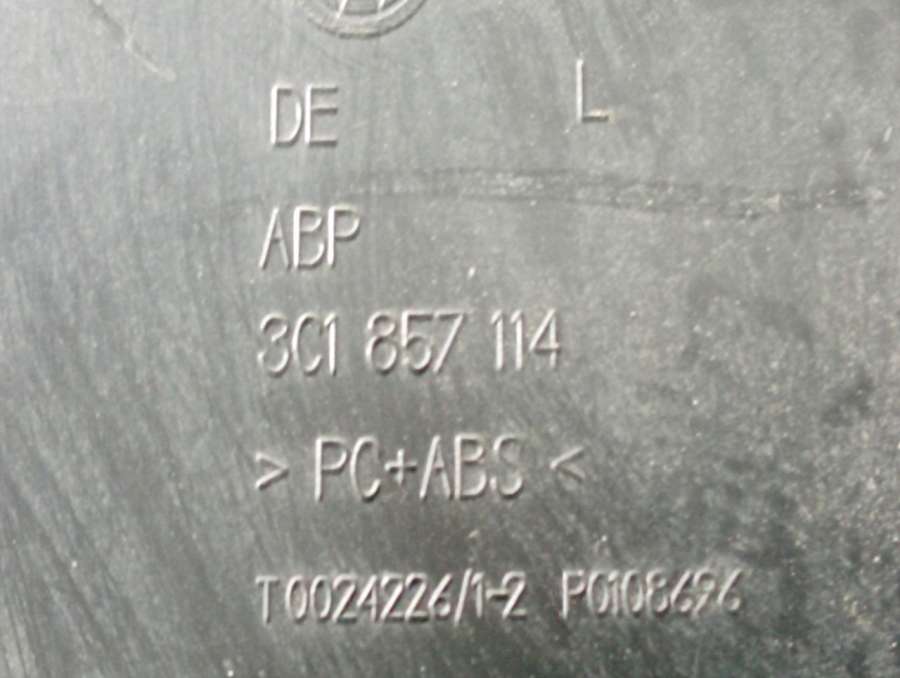 DE L
ABP
3C1 857 114
> PC+ABS <
T0024226/1-2 P0108696